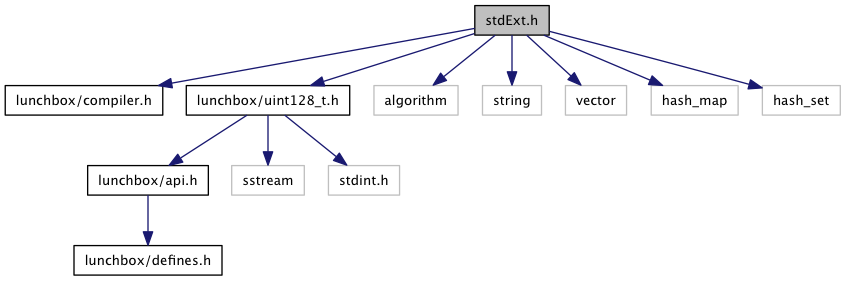 stdExt.h
lunchbox/compiler.h
lunchbox/uint128_t.h
algorithm
string
vector
hash_map
hash_set
lunchbox/api.h
sstream
stdint.h
lunchbox/defines.h